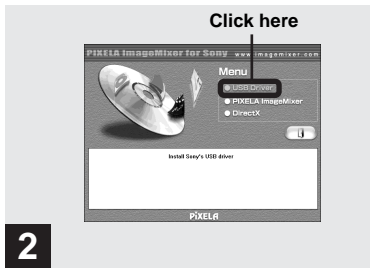 Click here
PIXELA ImageMixer for Sony www.imagemixer.com
Menu
USB Driver
PIXELA ImageMixer
DirectX
Install Sony's USB driver
PIXELA
2